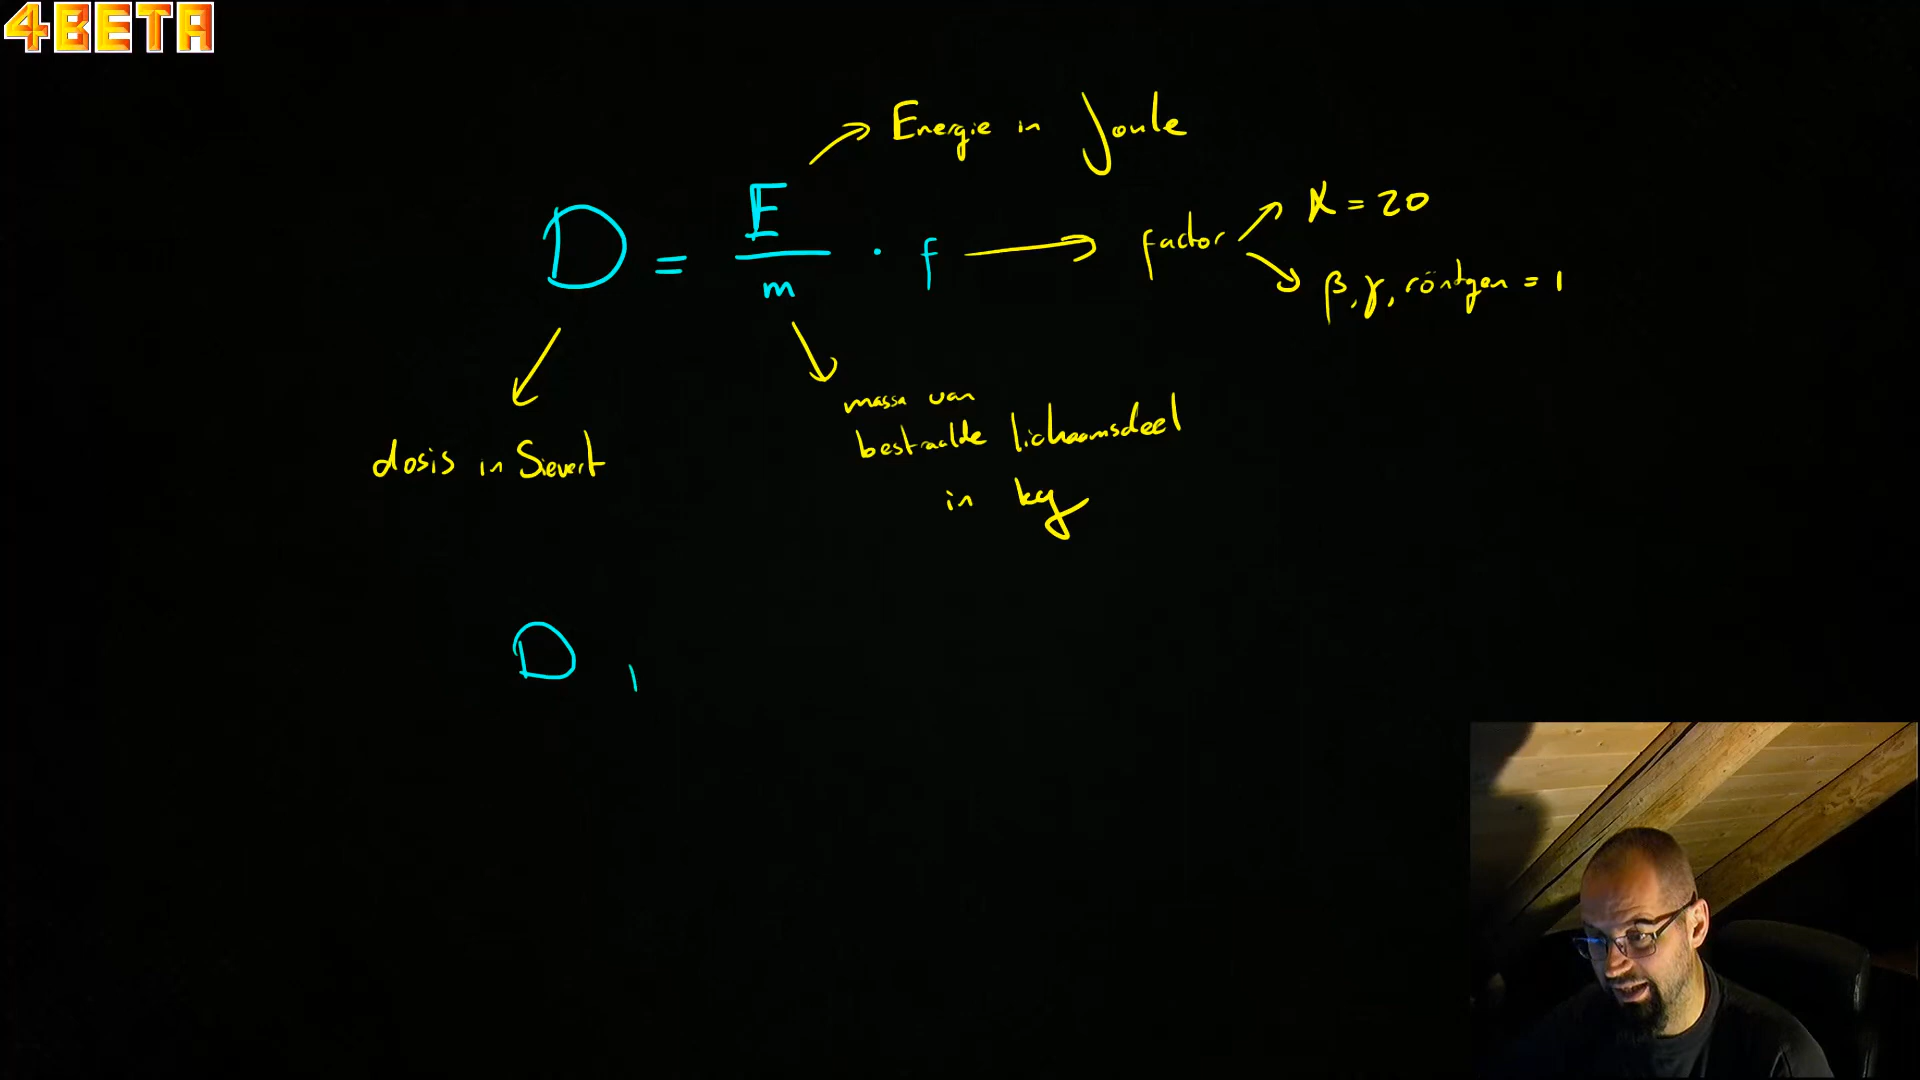 4BETA
Energie in Joule
D = E/m · f
factor
α = 20
β, γ, röntgen = 1
massa van
bestraalde lichaamsdeel
in kg
dosis in Sievert
D